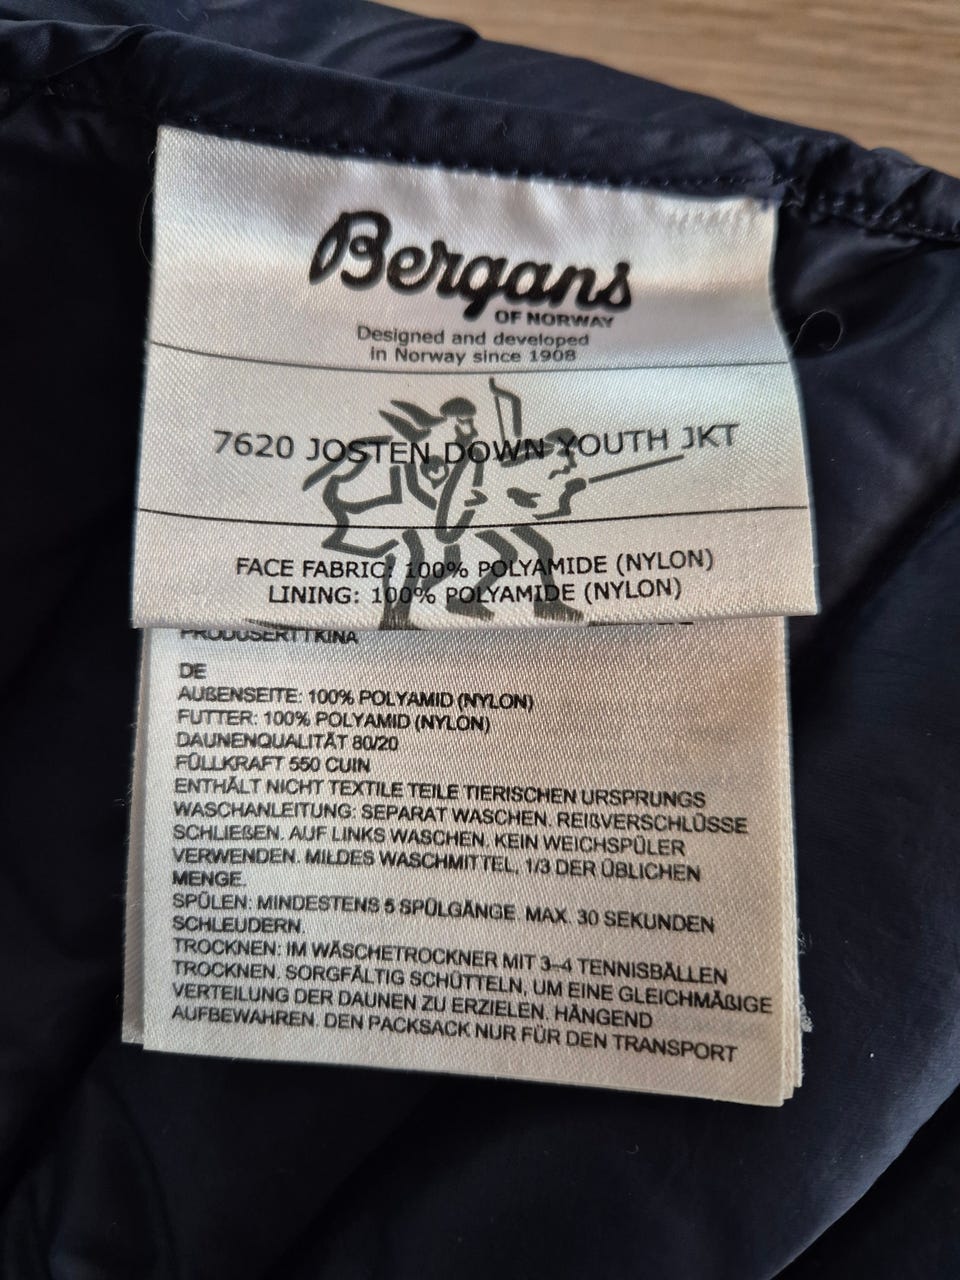 Bergans
OF NORWAY
Designed and developed
in Norway since 1908
7620 JOSTEN DOWN YOUTH JKT
FACE FABRIC: 100% POLYAMIDE (NYLON)
LINING: 100% POLYAMIDE (NYLON)
PRODUSERT I KINA
DE
AUßENSEITE: 100% POLYAMID (NYLON)
FUTTER: 100% POLYAMID (NYLON)
DAUNENQUALITÄT 80/20
FÜLLKRAFT 550 CUIN
ENTHÄLT NICHT TEXTILE TEILE TIERISCHEN URSPRUNGS
WASCHANLEITUNG: SEPARAT WASCHEN. REIßVERSCHLÜSSE
SCHLIEßEN. AUF LINKS WASCHEN. KEIN WEICHSPÜLER
VERWENDEN. MILDES WASCHMITTEL, 1/3 DER ÜBLICHEN
MENGE.
SPÜLEN: MINDESTENS 5 SPÜLGÄNGE. MAX. 30 SEKUNDEN
SCHLEUDERN.
TROCKNEN: IM WÄSCHETROCKNER MIT 3–4 TENNISBÄLLEN
TROCKNEN. SORGFÄLTIG SCHÜTTELN, UM EINE GLEICHMÄßIGE
VERTEILUNG DER DAUNEN ZU ERZIELEN. HÄNGEND
AUFBEWAHREN. DEN PACKSACK NUR FÜR DEN TRANSPORT